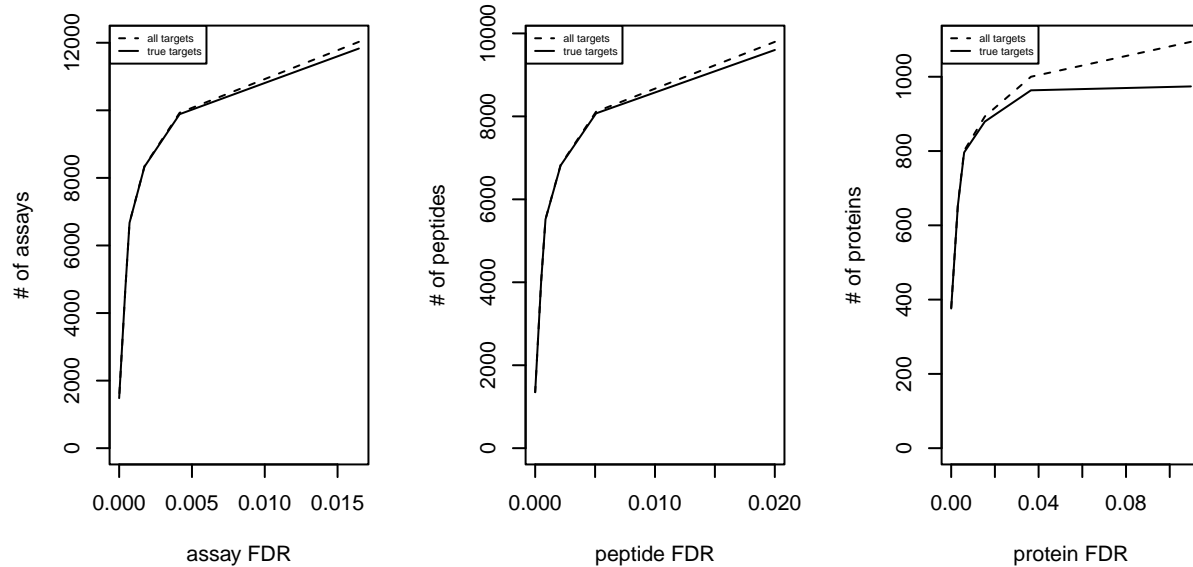 all targets
true targets
12000
10000
8000
6000
4000
2000
0
# of assays
0.000 0.005 0.010 0.015
assay FDR
all targets
true targets
10000
8000
6000
4000
2000
0
# of peptides
0.000 0.010 0.020
peptide FDR
all targets
true targets
1000
800
600
400
200
0
# of proteins
0.00 0.04 0.08
protein FDR